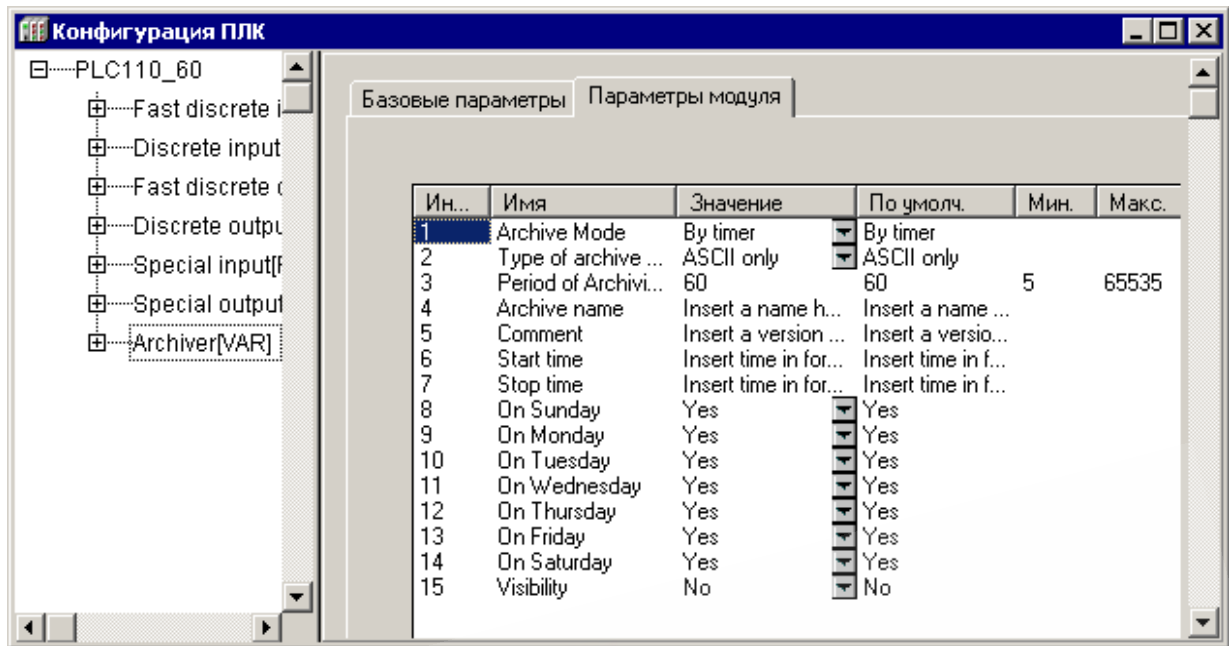 Конфигурация ПЛК
PLC110_60
Fast discrete i
Discrete input
Fast discrete
Discrete outpu
Special input[F
Special output
Archiver[VAR]
Базовые параметры Параметры модуля
Ин... Имя Значение По умолч. Мин. Макс.
1 Archive Mode By timer By timer
2 Type of archive ... ASCII only ASCII only
3 Period of Archivi... 60 60 5 65535
4 Archive name Insert a name h... Insert a name ...
5 Comment Insert a version ... Insert a versio...
6 Start time Insert time in for... Insert time in f...
7 Stop time Insert time in for... Insert time in f...
8 On Sunday Yes Yes
9 On Monday Yes Yes
10 On Tuesday Yes Yes
11 On Wednesday Yes Yes
12 On Thursday Yes Yes
13 On Friday Yes Yes
14 On Saturday Yes Yes
15 Visibility No No